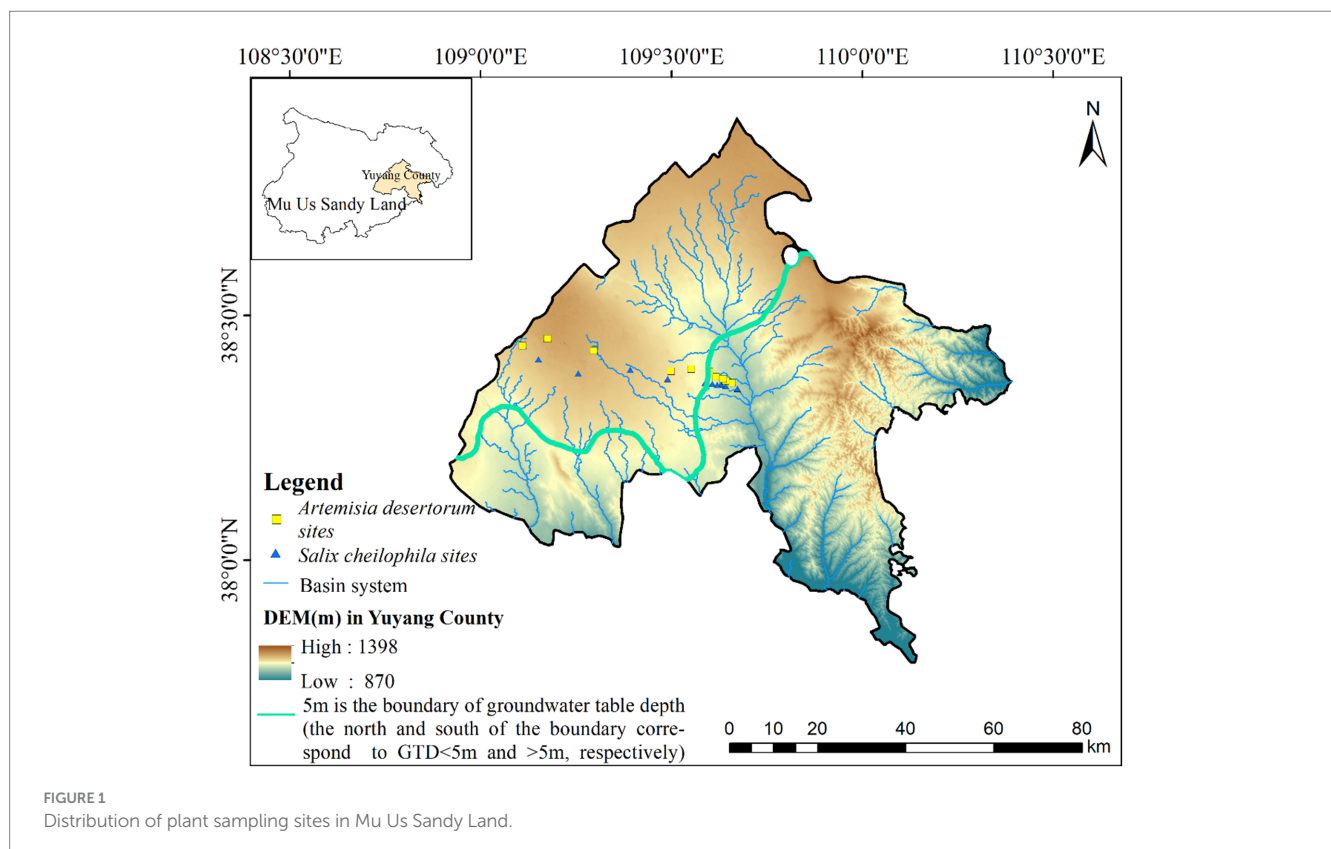 108°30'0"E 109°0'0"E 109°30'0"E 110°0'0"E 110°30'0"E
N
Yuyang County
Mu Us Sandy Land
38°30'0"N
38°0'0"N
Legend
Artemisia desertorum
sites
Salix cheilophila sites
Basin system
DEM(m) in Yuyang County
High : 1398
Low : 870
5m is the boundary of groundwater table depth
(the north and south of the boundary corre-
spond to GTD<5m and >5m, respectively)
0 10 20 40 60 80
km
FIGURE 1
Distribution of plant sampling sites in Mu Us Sandy Land.